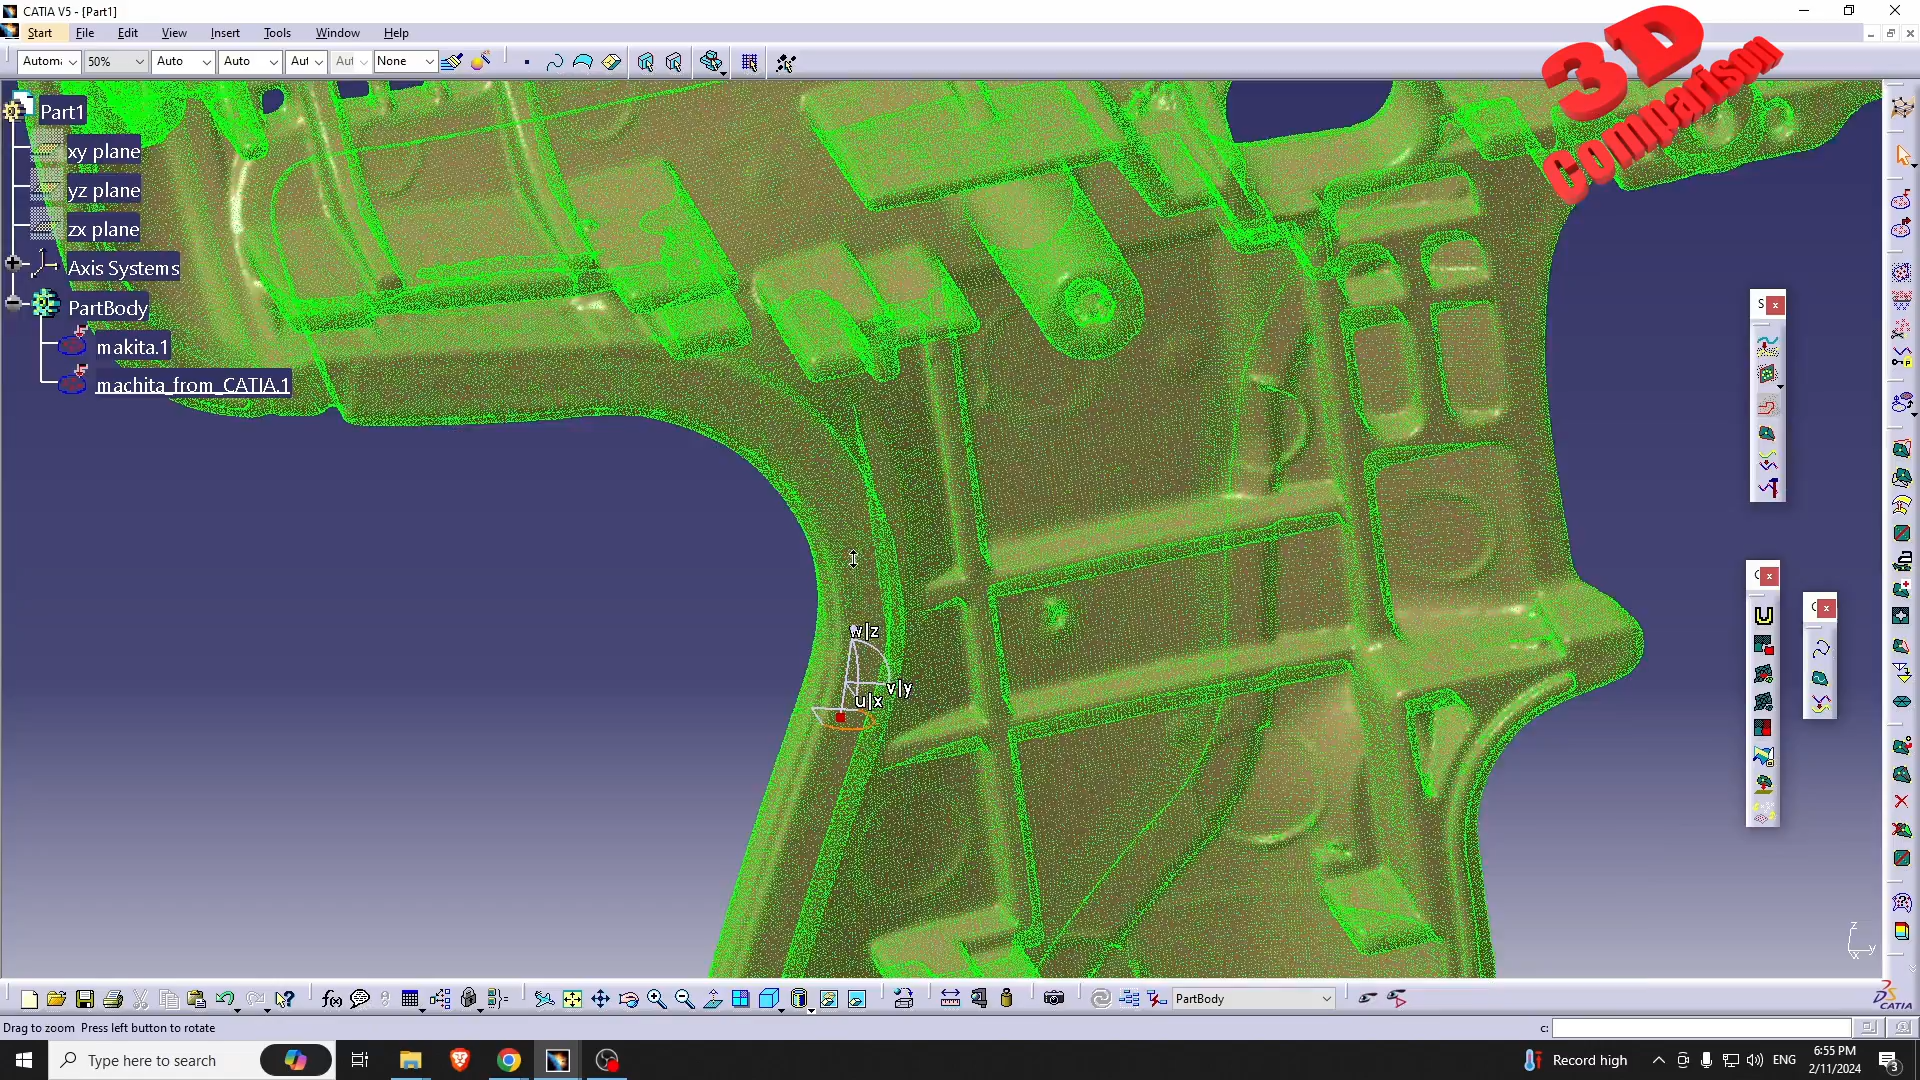 CATIA V5 - [Part1]
Start File Edit View Insert Tools Window Help
Automa 50% Auto Auto Aut Aut None
3D
Comparison
Part1
xy plane
yz plane
zx plane
Axis Systems
PartBody
makita.1
machita_from_CATIA.1
S
w|z
v|y
u|x
z
y
x
f(x)
PartBody
CATIA
Drag to zoom Press left button to rotate
c:
Type here to search
Record high
ENG
6:55 PM
2/11/2024
3